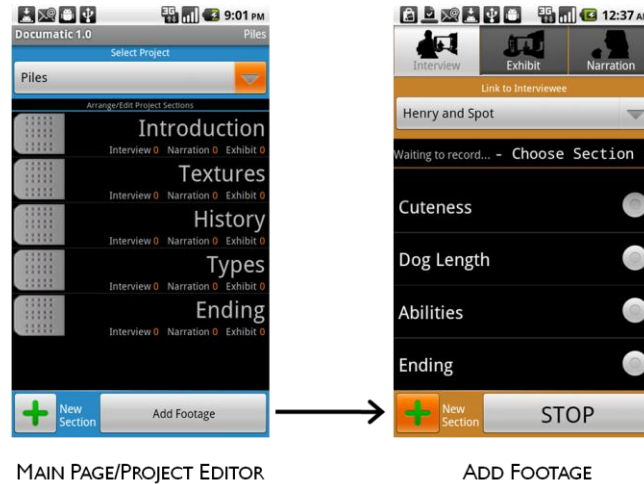 3G 9:01 PM
Documatic 1.0 Piles
Select Project
Piles
Arrange/Edit Project Sections
Introduction
Interview 0 Narration 0 Exhibit 0
Textures
Interview 0 Narration 0 Exhibit 0
History
Interview 0 Narration 0 Exhibit 0
Types
Interview 0 Narration 0 Exhibit 0
Ending
Interview 0 Narration 0 Exhibit 0
New
Section
Add Footage
MAIN PAGE/PROJECT EDITOR
3G 12:37 AM
Interview Exhibit Narration
Link to Interviewee
Henry and Spot
Waiting to record... - Choose Section
Cuteness
Dog Length
Abilities
Ending
New
Section
STOP
ADD FOOTAGE